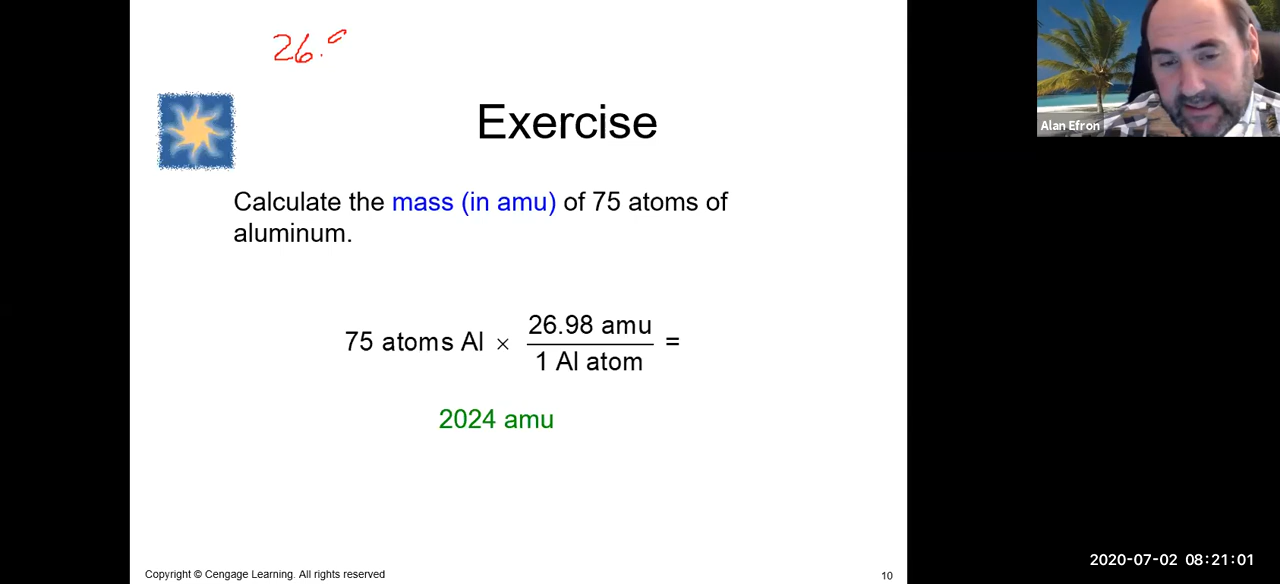 26.9
Exercise
Calculate the mass (in amu) of 75 atoms of
aluminum.
75 atoms Al × 26.98 amu / 1 Al atom =
2024 amu
Copyright © Cengage Learning. All rights reserved
10
Alan Efron
2020-07-02 08:21:01